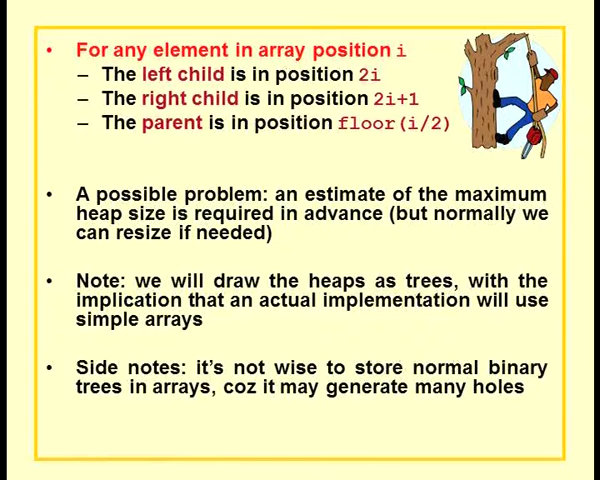 • For any element in array position i
– The left child is in position 2i
– The right child is in position 2i+1
– The parent is in position floor(i/2)
• A possible problem: an estimate of the maximum
heap size is required in advance (but normally we
can resize if needed)
• Note: we will draw the heaps as trees, with the
implication that an actual implementation will use
simple arrays
• Side notes: it's not wise to store normal binary
trees in arrays, coz it may generate many holes